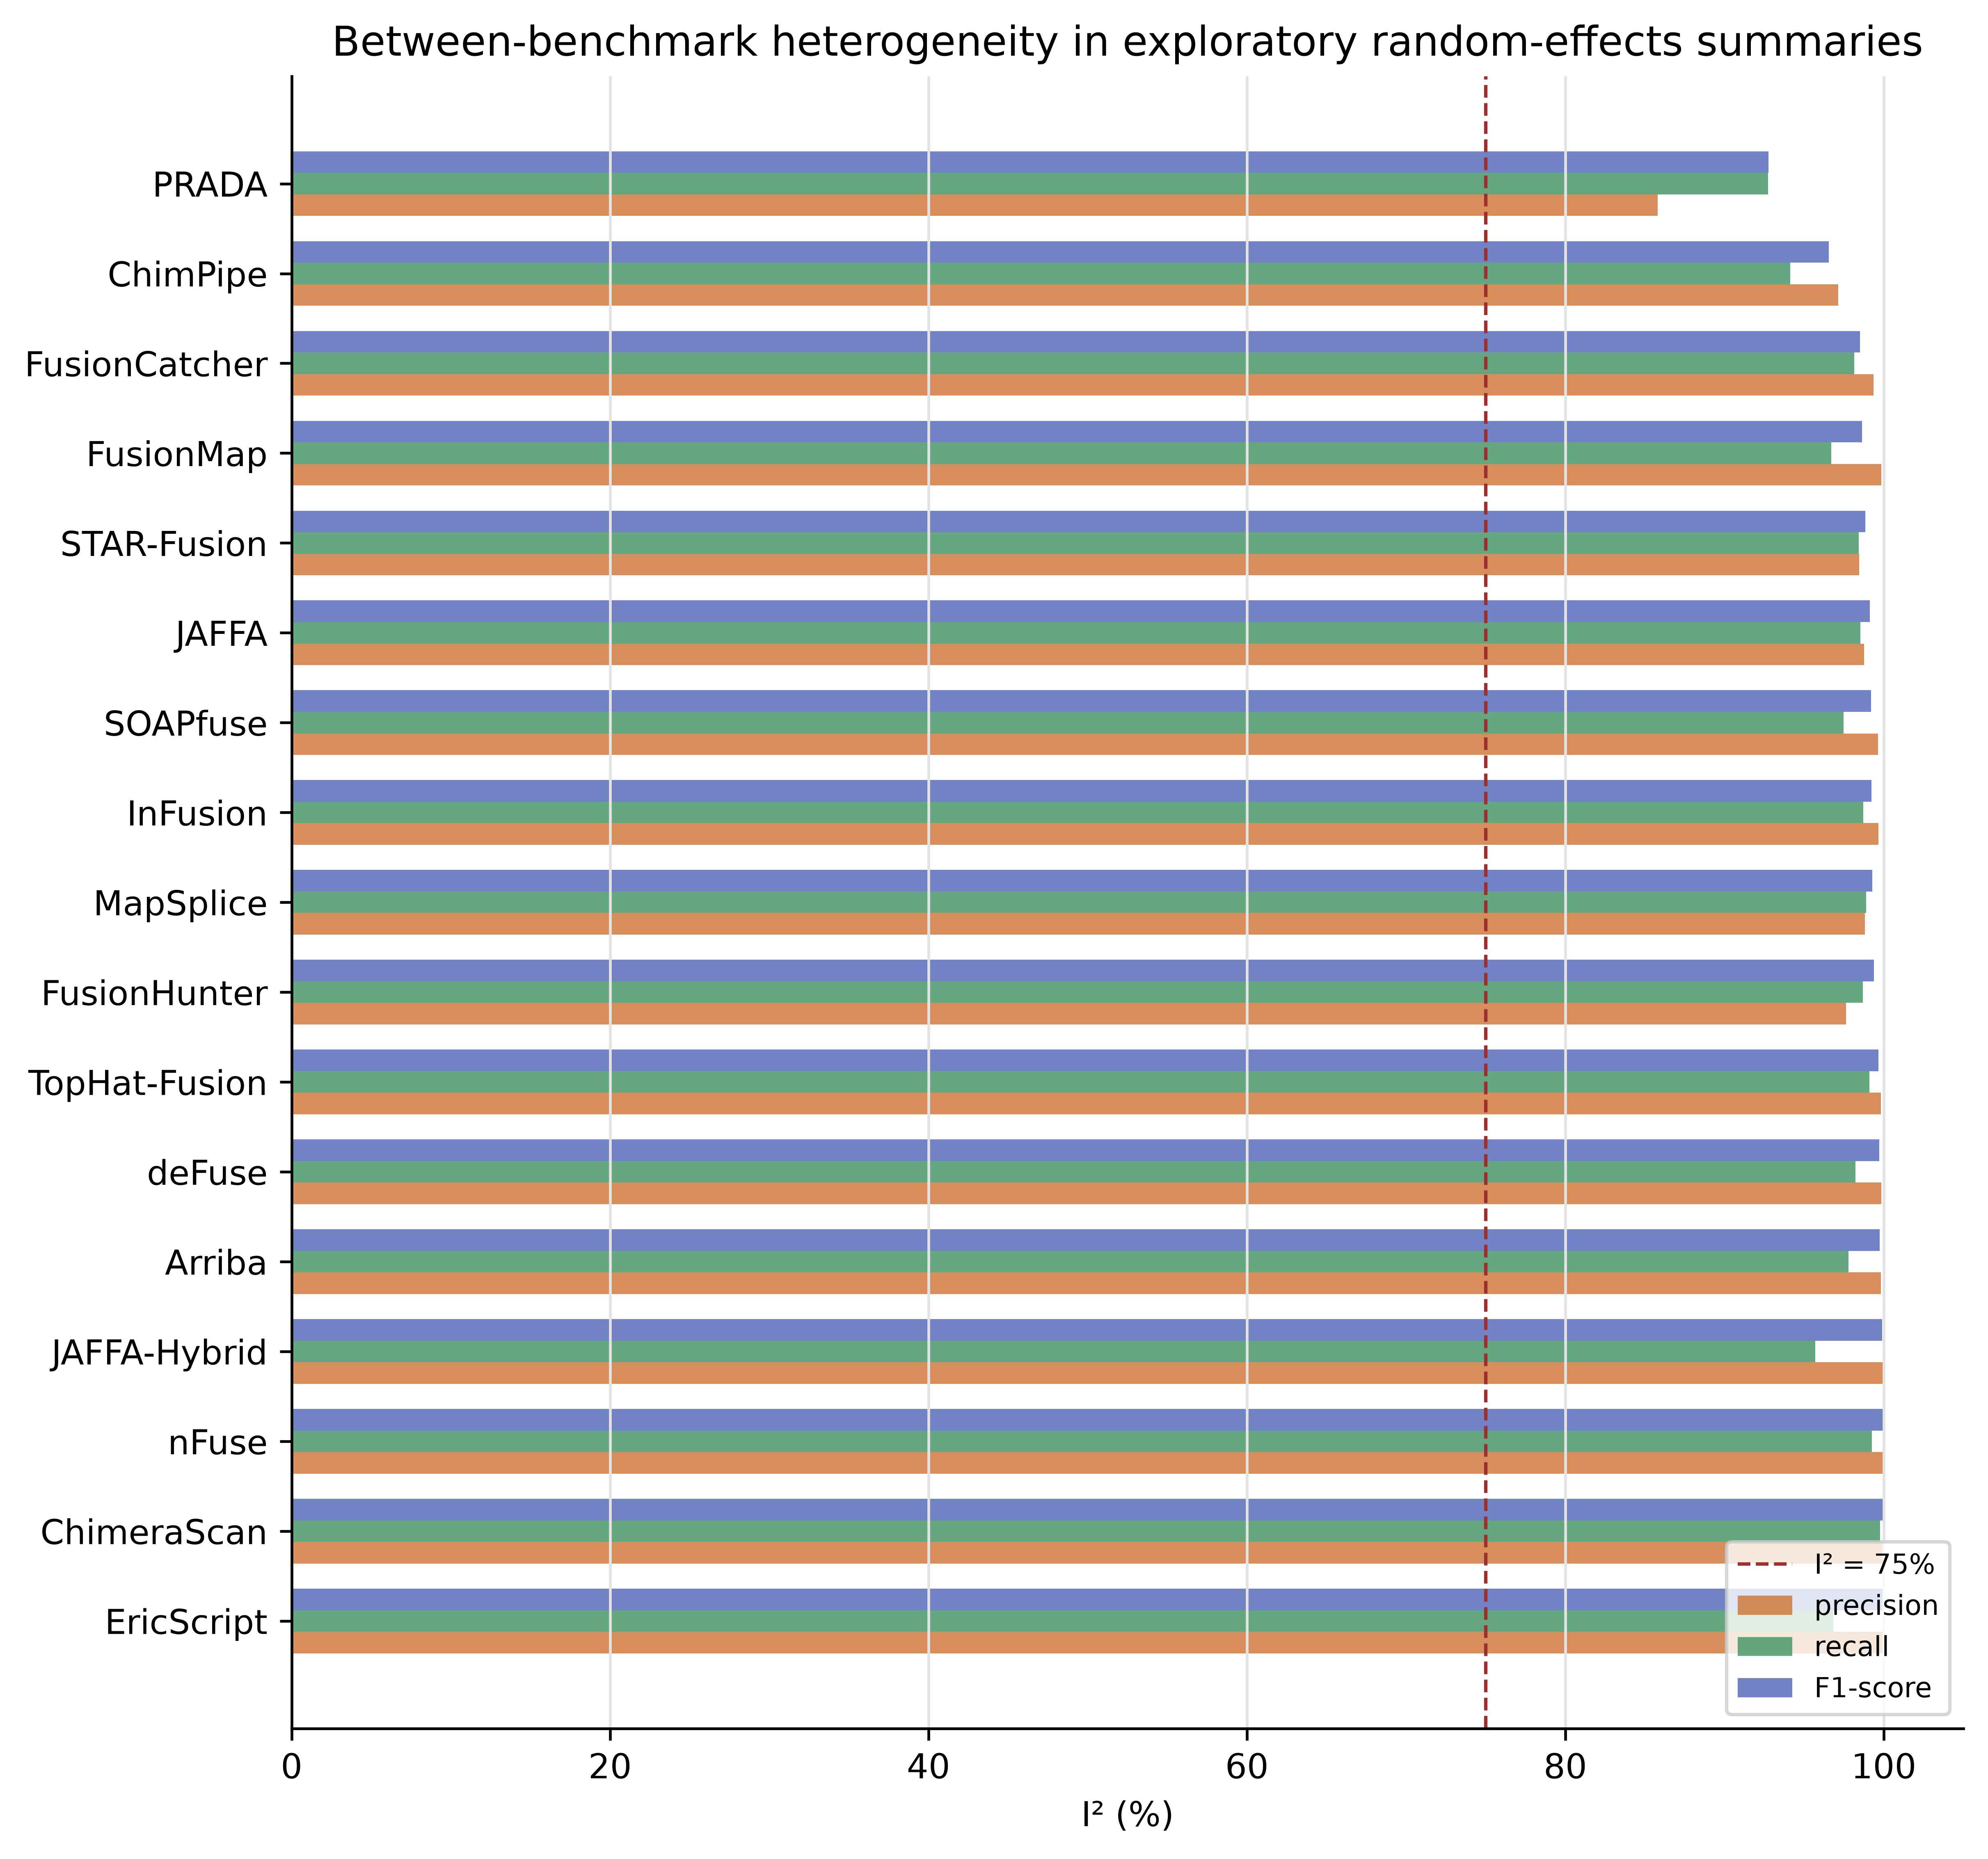 Between-benchmark heterogeneity in exploratory random-effects summaries
PRADA
ChimPipe
FusionCatcher
FusionMap
STAR-Fusion
JAFFA
SOAPfuse
InFusion
MapSplice
FusionHunter
TopHat-Fusion
deFuse
Arriba
JAFFA-Hybrid
nFuse
ChimeraScan
EricScript
I² = 75%
precision
recall
F1-score
0 20 40 60 80 100
I² (%)